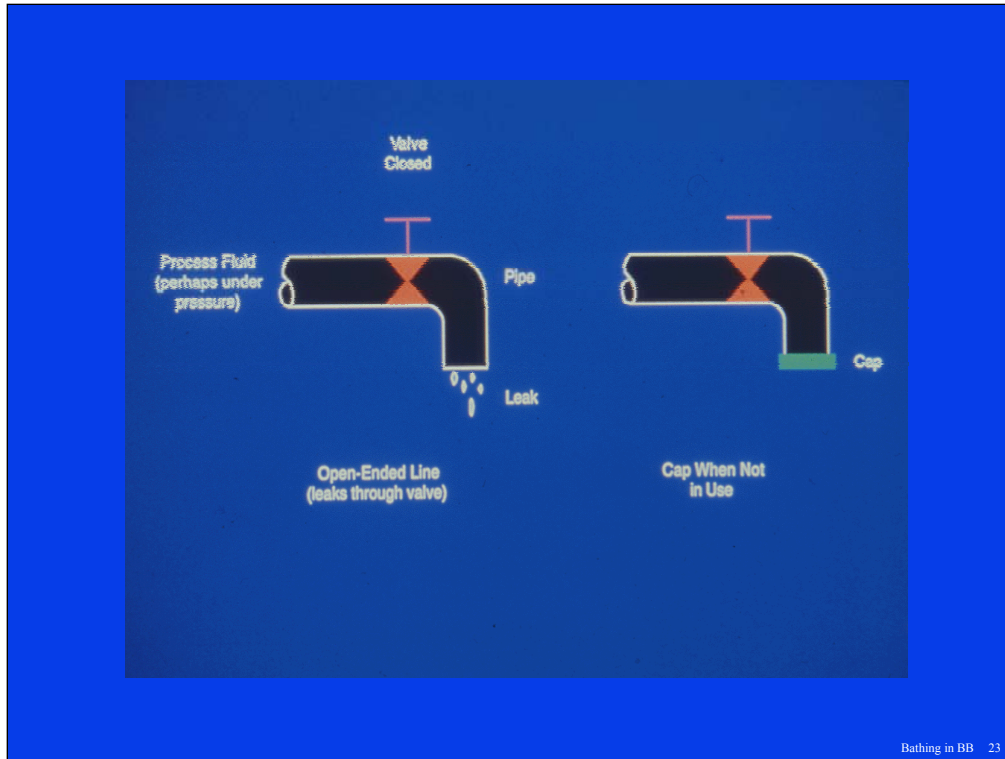 Valve
Closed
Process Fluid
(perhaps under
pressure)
Pipe
Leak
Cap
Open-Ended Line
(leaks through valve)
Cap When Not
in Use
Bathing in BB 23